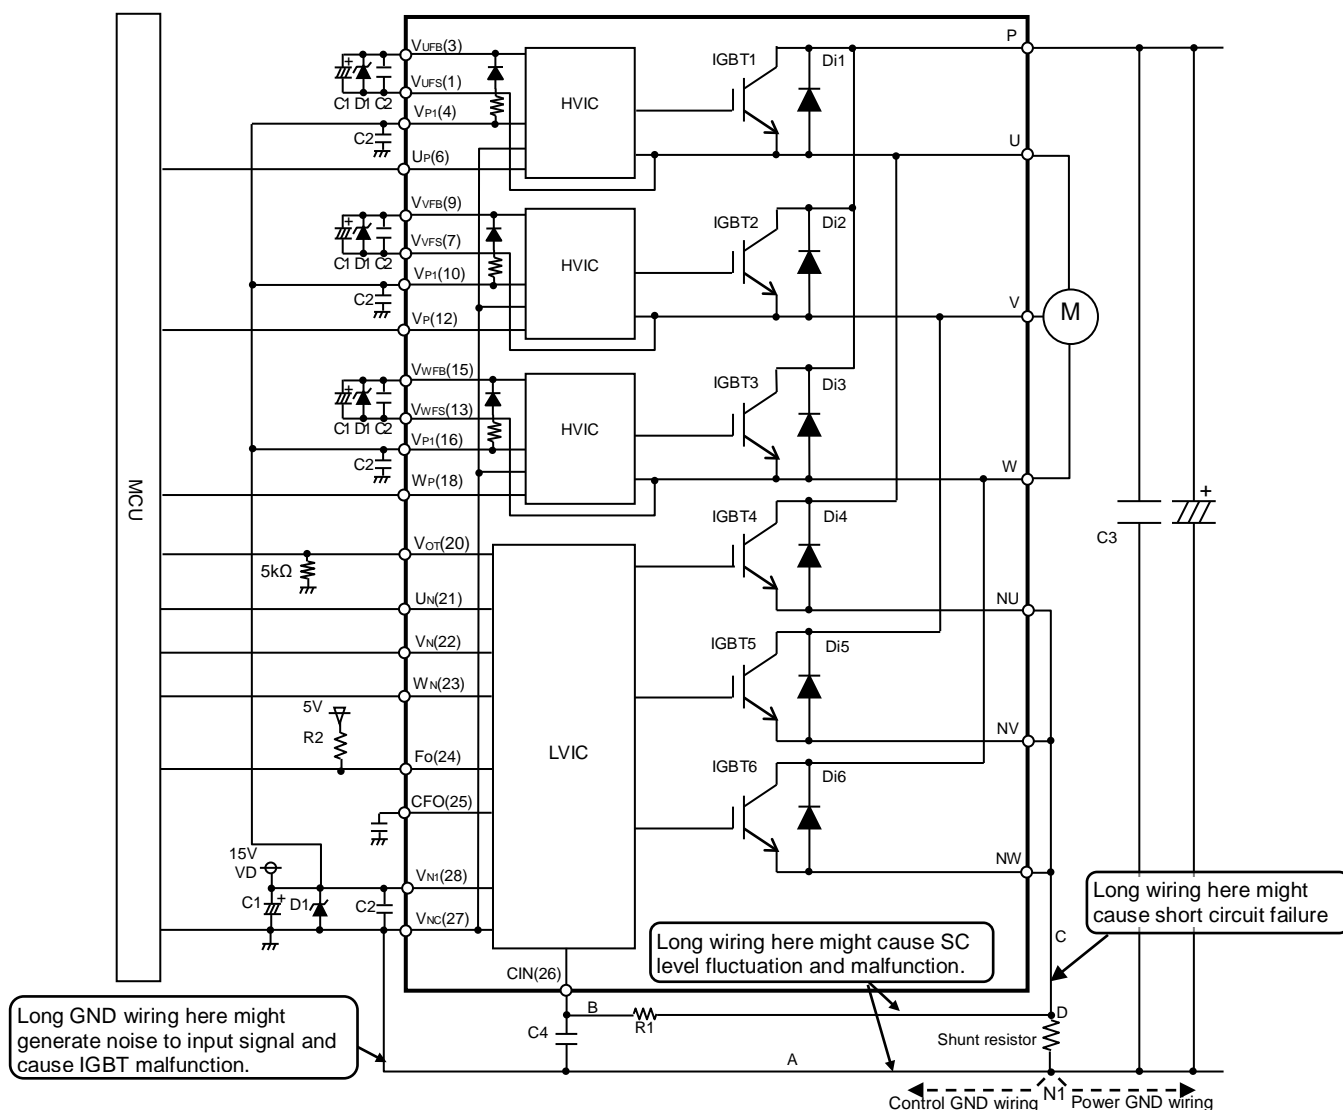 VUFB(3)
P
IGBT1
Di1
VUFS(1)
C1 D1 C2
HVIC
VP1(4)
C2
U
UP(6)
VVFB(9)
IGBT2
Di2
VVFS(7)
C1 D1 C2
HVIC
VP1(10)
C2
V
M
VP(12)
VWFB(15)
IGBT3
Di3
VWFS(13)
C1 D1 C2
HVIC
VP1(16)
C2
W
WP(18)
MCU
+
IGBT4
Di4
C3
VOT(20)
5kΩ
UN(21)
NU
VN(22)
IGBT5
Di5
WN(23)
5V
R2
NV
LVIC
Fo(24)
IGBT6
Di6
CFO(25)
15V
VD
NW
VN1(28)
C1
+
D1
C2
VNC(27)
Long wiring here might
cause short circuit failure
Long wiring here might cause SC
level fluctuation and malfunction.
C
CIN(26)
B
R1
D
C4
Shunt resistor
Long GND wiring here might
generate noise to input signal and
cause IGBT malfunction.
A
N1
Control GND wiring
Power GND wiring